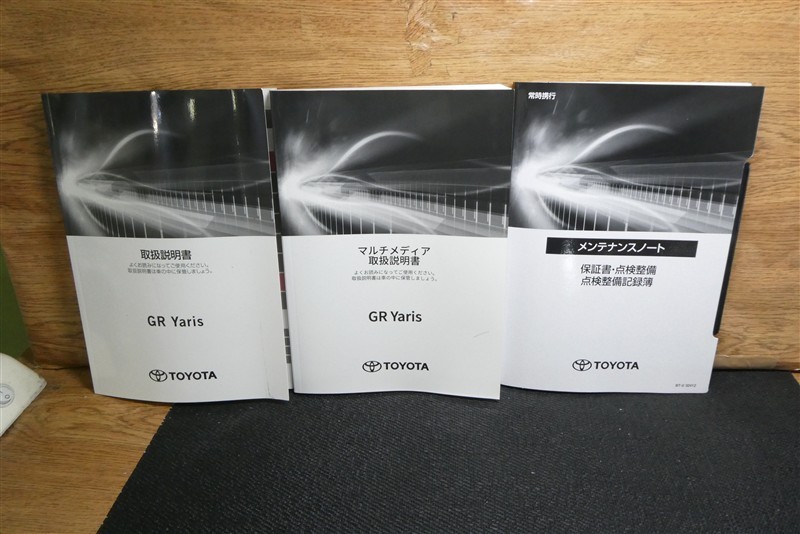 取扱説明書
よくお読みになってご使用ください。
取扱説明書は車の中に保管しましょう。
GR Yaris
TOYOTA
マルチメディア
取扱説明書
よくお読みになってご使用ください。
取扱説明書は車の中に保管しましょう。
GR Yaris
TOYOTA
常時携行
メンテナンスノート
保証書・点検整備
点検整備記録簿
TOYOTA